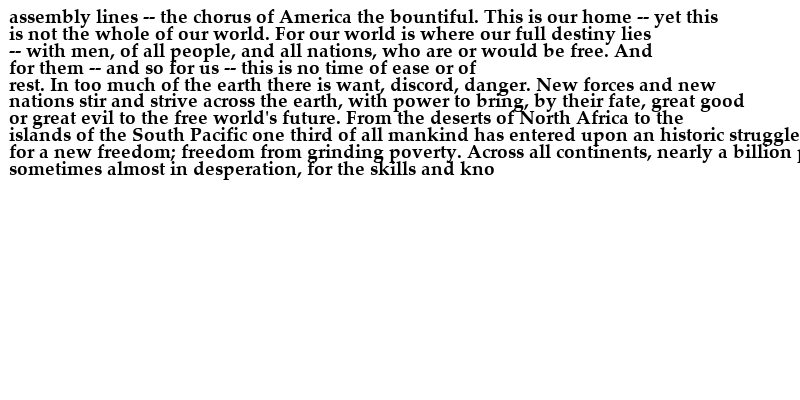 assembly lines -- the chorus of America the bountiful. This is our home -- yet this
is not the whole of our world. For our world is where our full destiny lies
-- with men, of all people, and all nations, who are or would be free. And
for them -- and so for us -- this is no time of ease or of
rest. In too much of the earth there is want, discord, danger. New forces and new
nations stir and strive across the earth, with power to bring, by their fate, great good
or great evil to the free world's future. From the deserts of North Africa to the
islands of the South Pacific one third of all mankind has entered upon an historic struggle
for a new freedom; freedom from grinding poverty. Across all continents, nearly a billion
sometimes almost in desperation, for the skills and kno